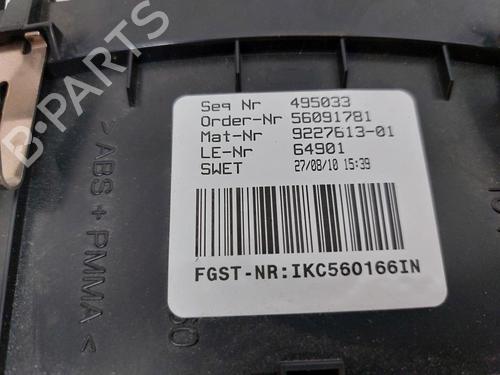 B-PARTS
Seq Nr 495033
Order-Nr 56091781
Mat-Nr 9227613-01
LE-Nr 64901
SWET 27/08/10 15:39
FGST-NR:IKC560166IN
> ABS + PMMA <